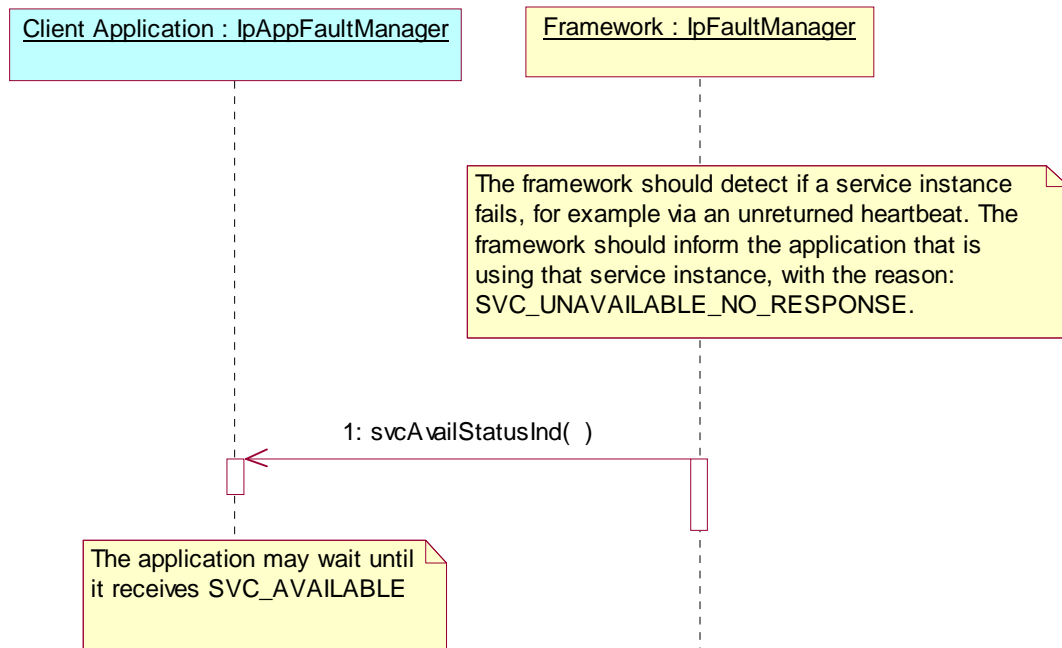 Client Application : IpAppFaultManager
Framework : IpFaultManager
The framework should detect if a service instance
fails, for example via an unreturned heartbeat. The
framework should inform the application that is
using that service instance, with the reason:
SVC_UNAVAILABLE_NO_RESPONSE.
1: svcAvailStatusInd( )
The application may wait until
it receives SVC_AVAILABLE